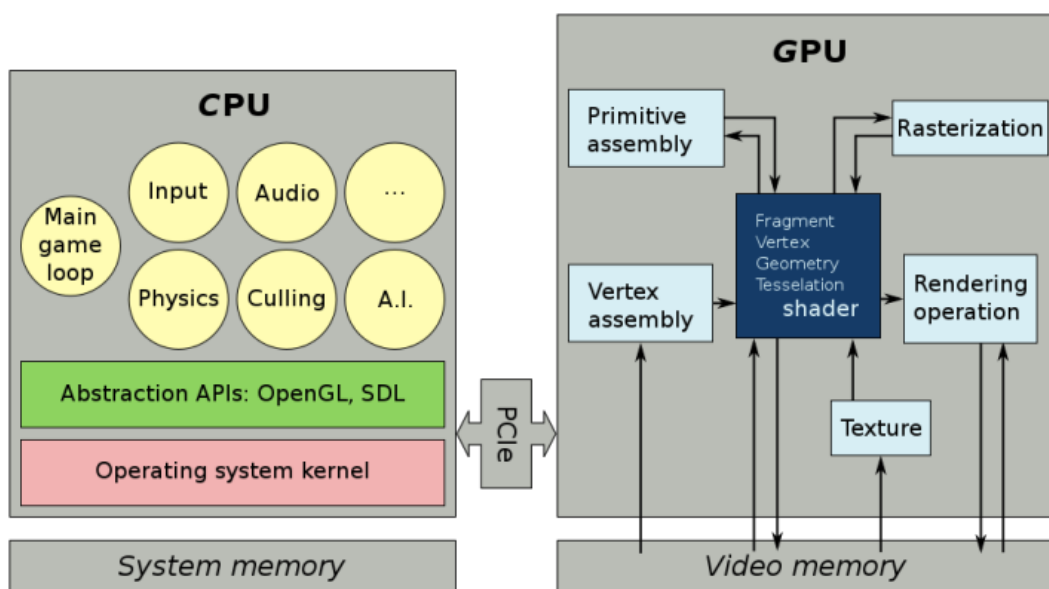 CPU
Main
game
loop
Input
Audio
...
Physics
Culling
A.I.
Abstraction APIs: OpenGL, SDL
Operating system kernel
System memory
PCIe
GPU
Primitive
assembly
Rasterization
Fragment
Vertex
Geometry
Tesselation
shader
Vertex
assembly
Rendering
operation
Texture
Video memory